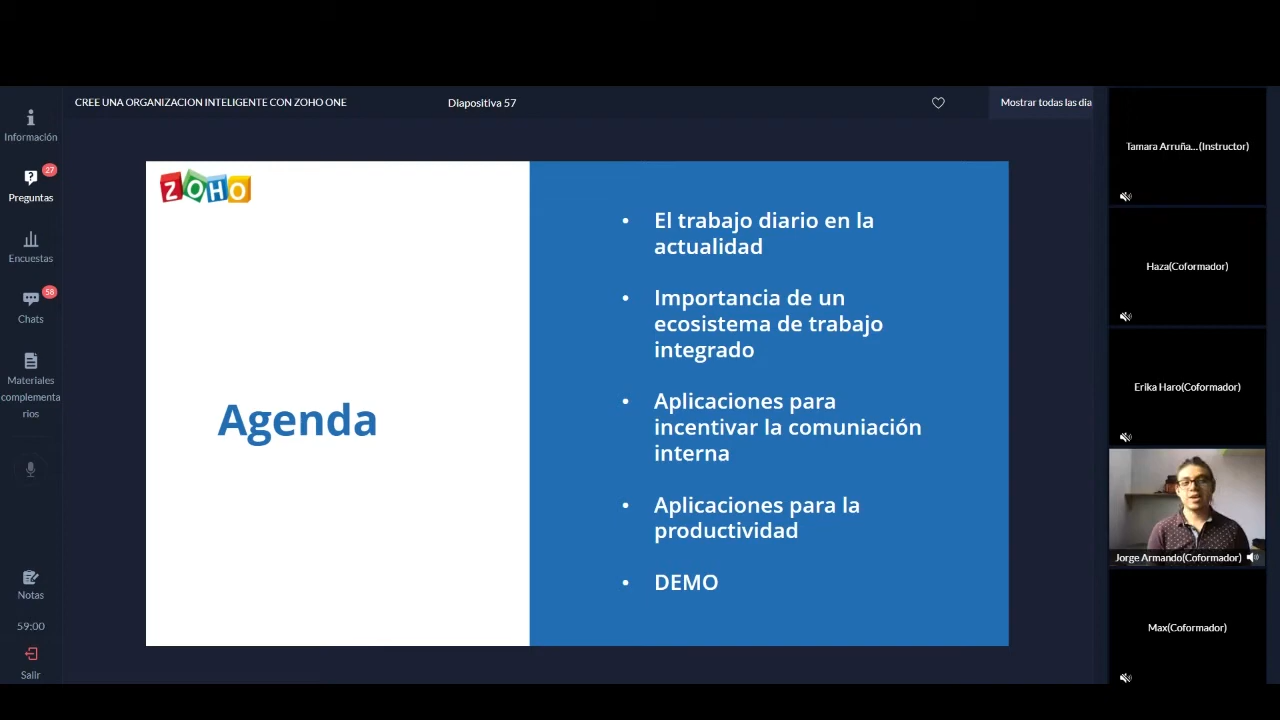 CREE UNA ORGANIZACION INTELIGENTE CON ZOHO ONE
Diapositiva 57
Mostrar todas las dia
Información
27
Preguntas
Encuestas
58
Chats
Materiales
complementa
rios
Notas
59:00
Salir
ZOHO
Agenda
• El trabajo diario en la
actualidad
• Importancia de un
ecosistema de trabajo
integrado
• Aplicaciones para
incentivar la comuniación
interna
• Aplicaciones para la
productividad
• DEMO
Tamara Arruña...(Instructor)
Haza(Coformador)
Erika Haro(Coformador)
Jorge Armando(Coformador)
Max(Coformador)